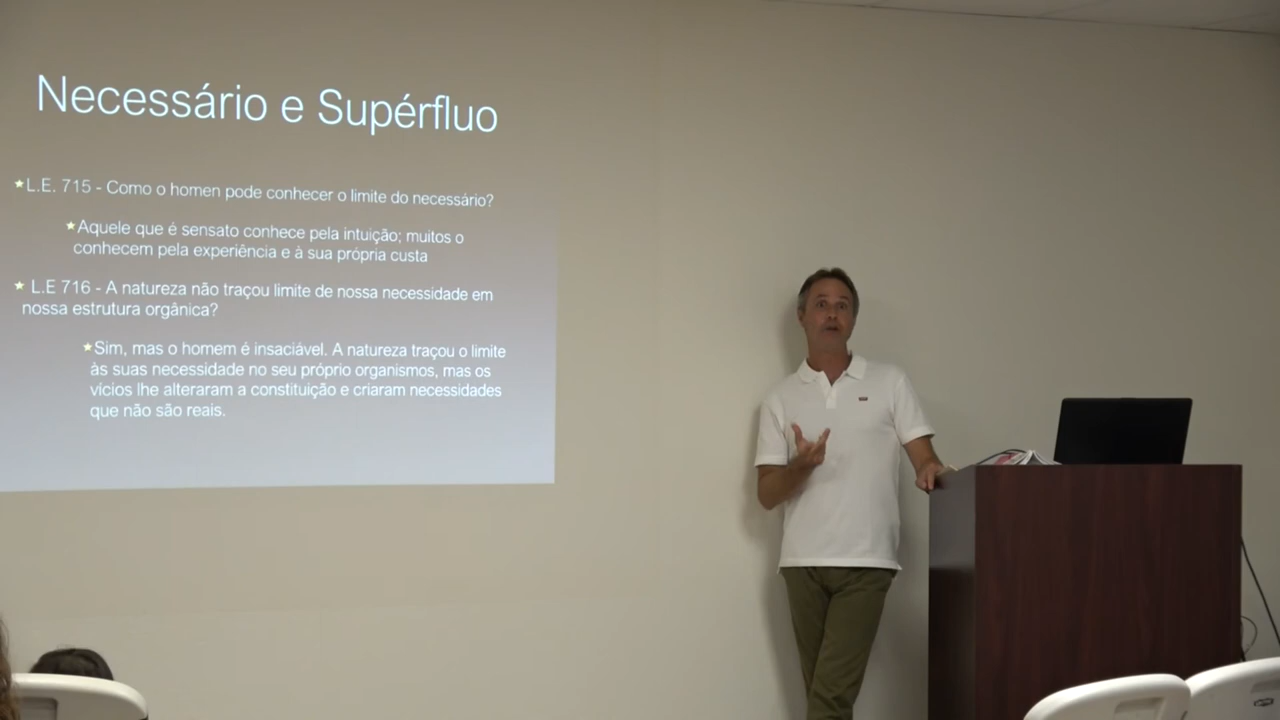 Necessário e Supérfluo
L.E. 715 - Como o homen pode conhecer o limite do necessário?
Aquele que é sensato conhece pela intuição; muitos o
conhecem pela experiência e à sua própria custa
L.E 716 - A natureza não traçou limite de nossa necessidade em
nossa estrutura orgânica?
Sim, mas o homem é insaciável. A natureza traçou o limite
às suas necessidade no seu próprio organismos, mas os
vícios lhe alteraram a constituição e criaram necessidades
que não são reais.